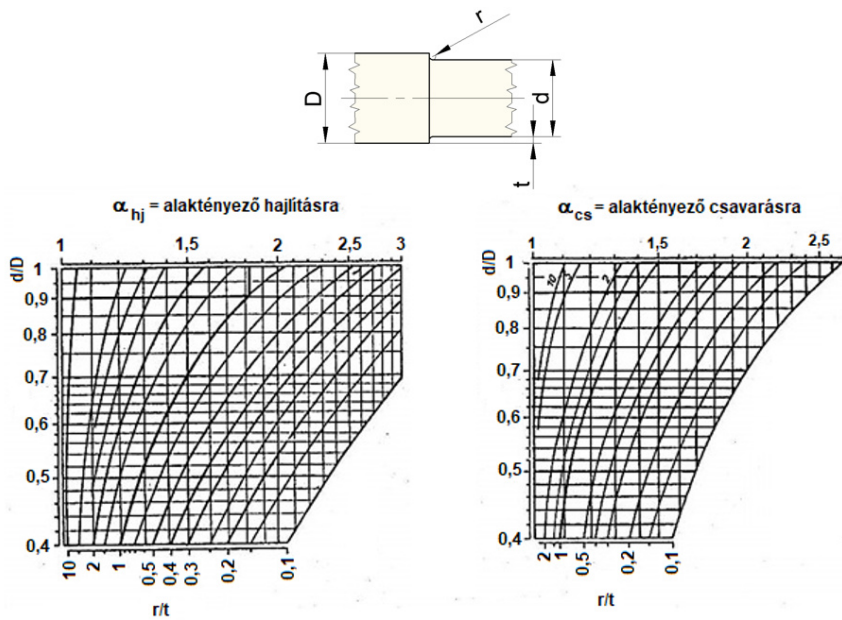 r
D
d
t
α hj = alaktényező hajlításra
1 1,5 2 2,5 3
d/D
1
0,9
0,8
0,7
0,6
0,5
0,4
10 2 1 0,5 0,4 0,3 0,2 0,1
r/t
α cs = alaktényező csavarásra
1 1,5 2 2,5
d/D
1
0,9
0,8
0,7
0,6
0,5
0,4
10 2
2 1 0,5 0,2 0,1
r/t